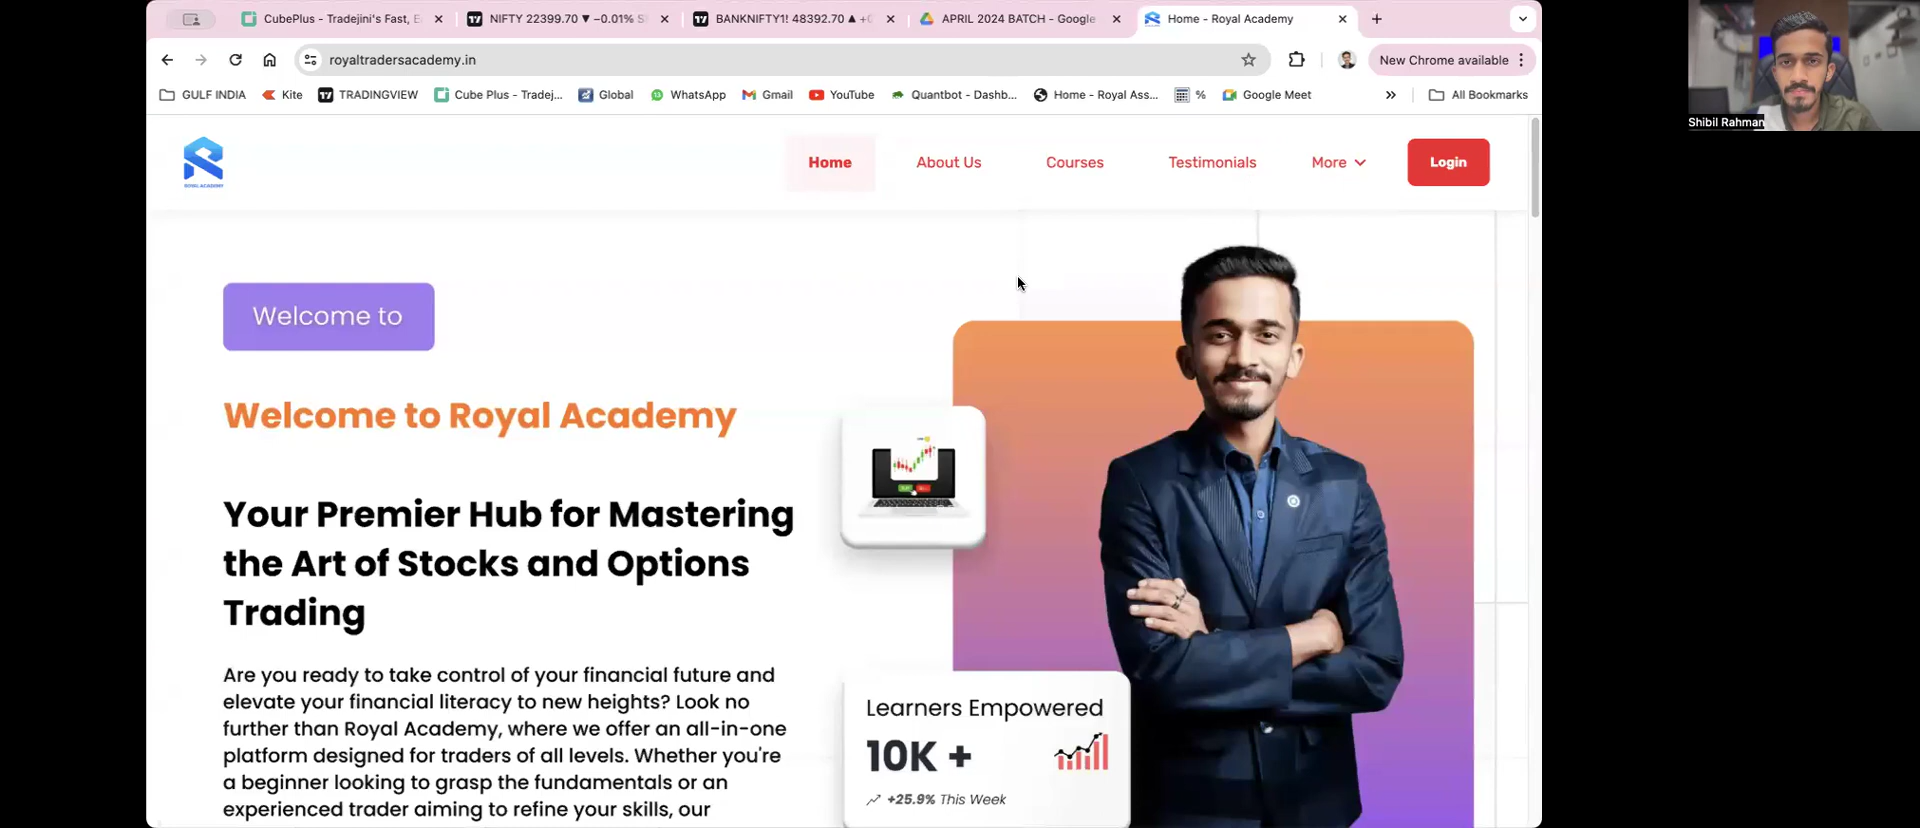 CubePlus - Tradejini's Fast, E
NIFTY 22399.70 ▼ −0.01%
BANKNIFTY1! 48392.70 ▲
APRIL 2024 BATCH - Google
Home - Royal Academy
royaltradersacademy.in
New Chrome available
GULF INDIA
Kite
TRADINGVIEW
Cube Plus - Tradej...
Global
WhatsApp
Gmail
YouTube
Quantbot - Dashb...
Home - Royal Ass...
%
Google Meet
All Bookmarks
Shibil Rahman
ROYAL ACADEMY
Home
About Us
Courses
Testimonials
More
Login
Welcome to
Welcome to Royal Academy
Your Premier Hub for Mastering
the Art of Stocks and Options
Trading
Are you ready to take control of your financial future and
elevate your financial literacy to new heights? Look no
further than Royal Academy, where we offer an all-in-one
platform designed for traders of all levels. Whether you're
a beginner looking to grasp the fundamentals or an
experienced trader aiming to refine your skills, our
Learners Empowered
10K +
+25.9% This Week